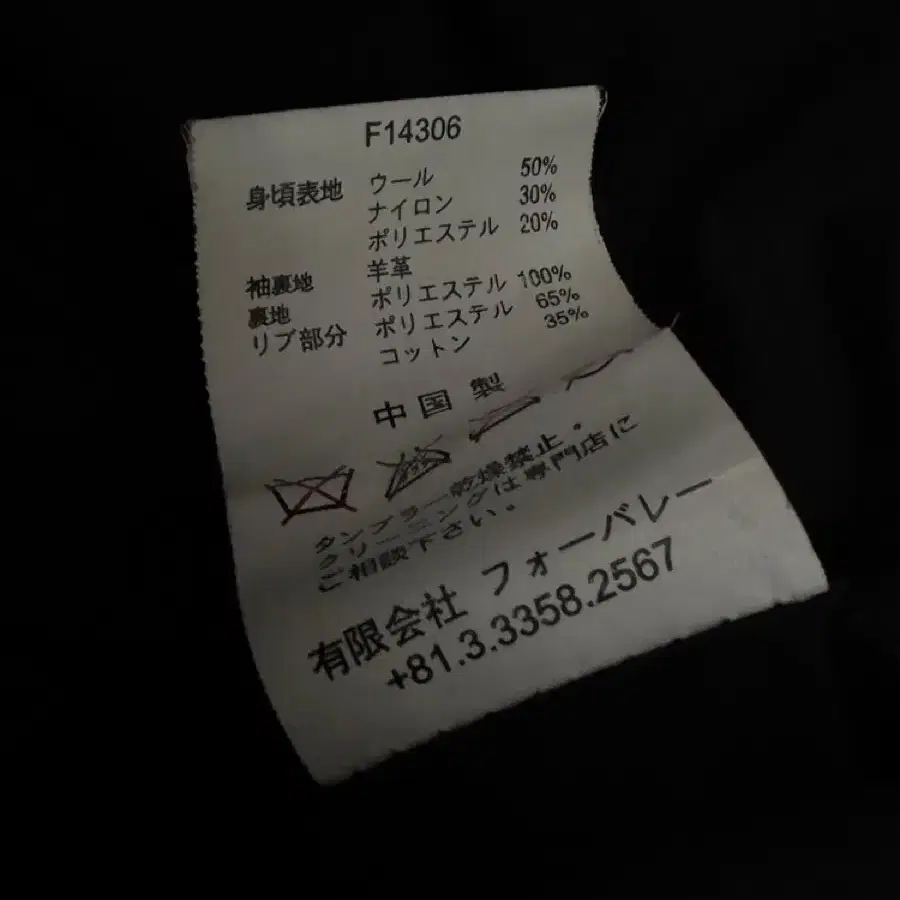 F14306
身頃表地 ウール 50%
ナイロン 30%
ポリエステル 20%
袖裏地 羊革
裏地 ポリエステル 100%
リブ部分 ポリエステル 65%
コットン 35%
中国製
タンブラー乾燥禁止.
クリーニングは専門店に
ご相談下さい.
有限会社 フォーバレー
+81.3.3358.2567